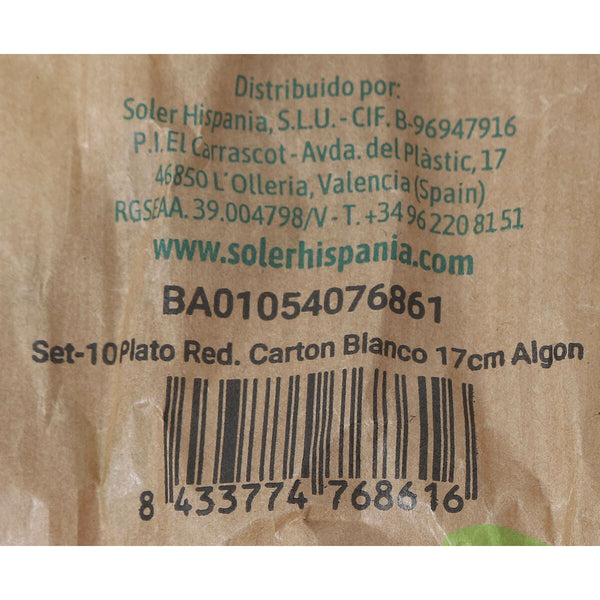 Distribuido por:
Soler Hispania, S.L.U. - CIF. B-96947916
P.I. El Carrascot - Avda. del Plàstic, 17
46850 L'Olleria, Valencia (Spain)
RGSEAA. 39.004798/V - T. +34 96 220 81 51
www.solerhispania.com
BA01054076861
Set-10 Plato Red. Carton Blanco 17cm Algon
8 433774 768616